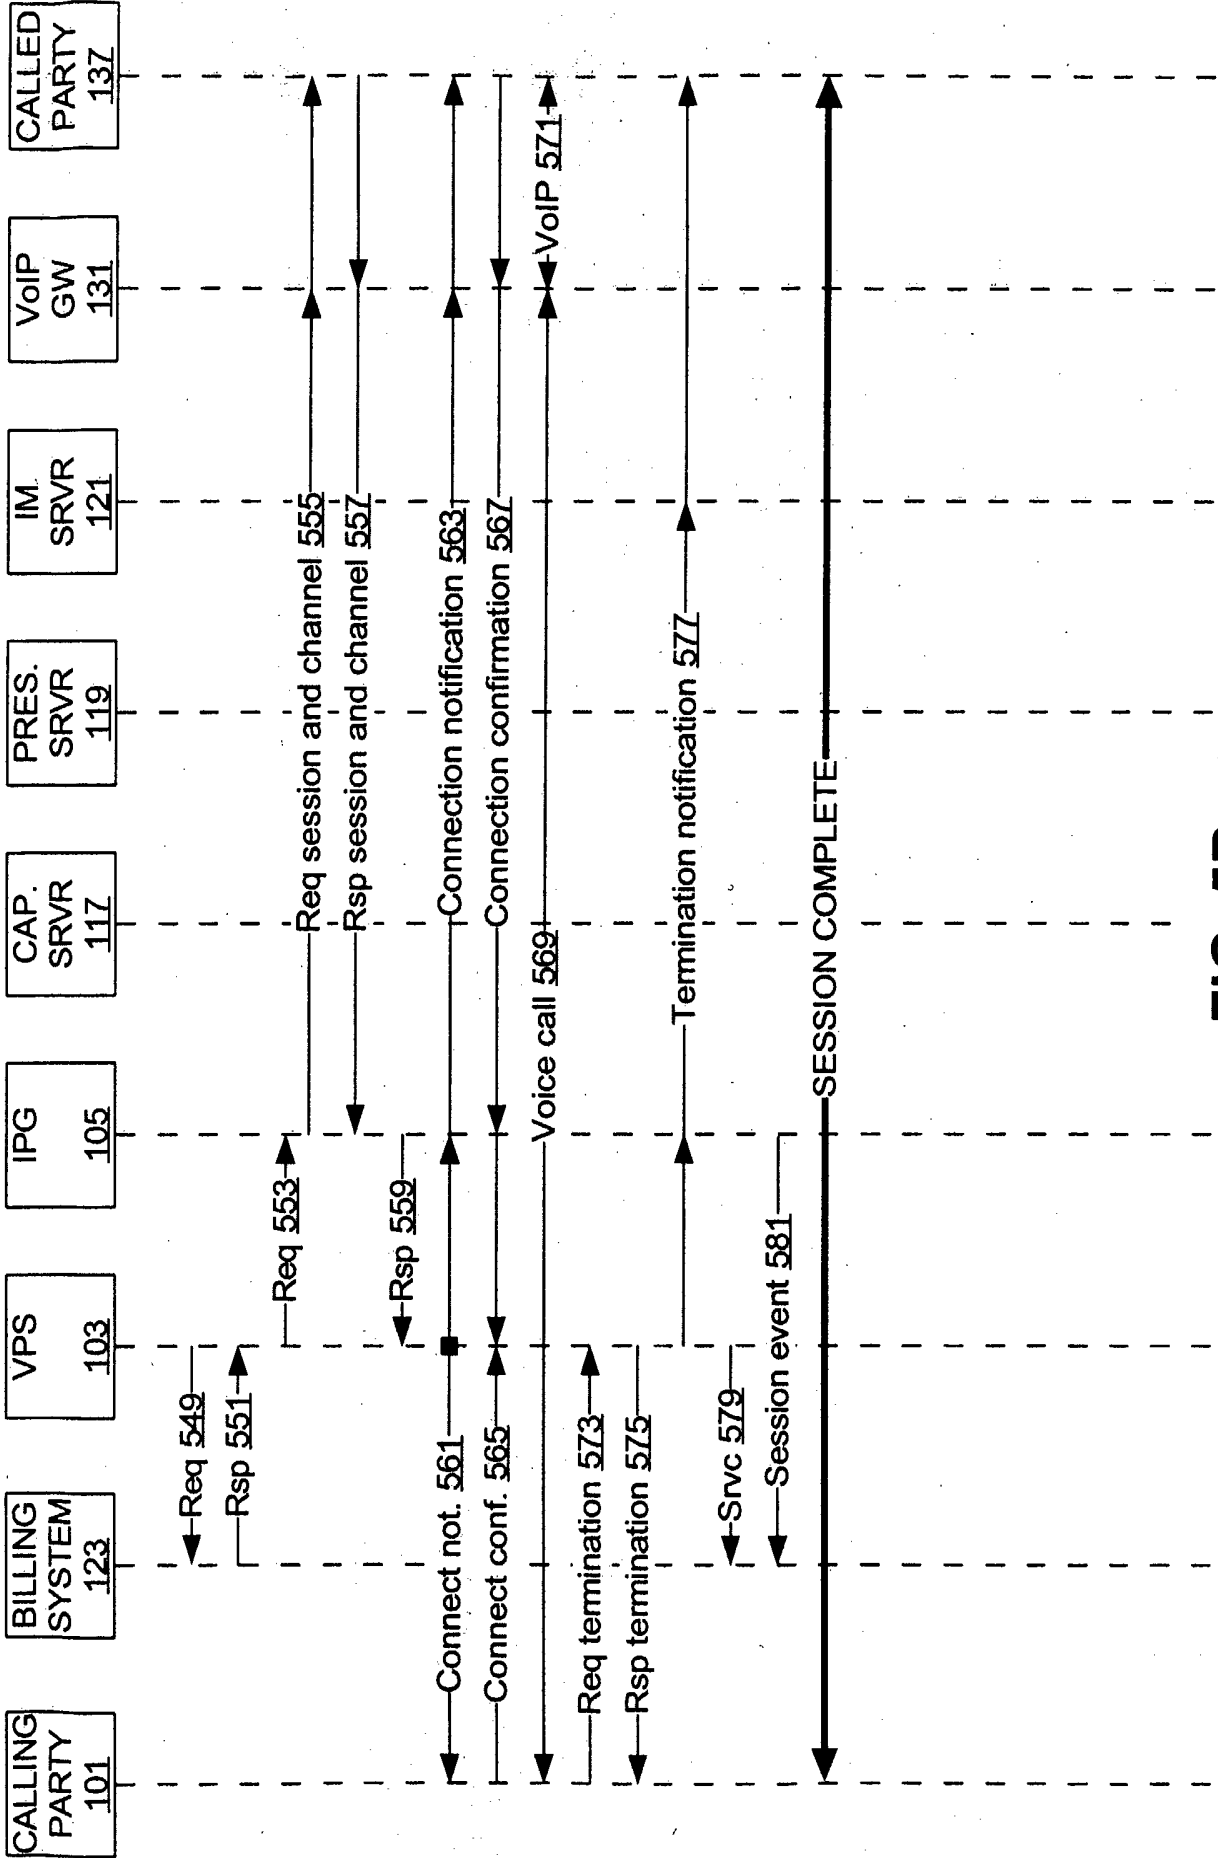 CALLING
PARTY
101
BILLING
SYSTEM
123
VPS
103
IPG
105
CAP.
SRVR
117
PRES.
SRVR
119
IM
SRVR
121
VoIP
GW
131
CALLED
PARTY
137
Req 549
Rsp 551
Req 553
Req session and channel 555
Rsp session and channel 557
Rsp 559
Connect not. 561
Connection notification 563
Connect conf. 565
Connection confirmation 567
Voice call 569
VoIP 571
Req termination 573
Rsp termination 575
Termination notification 577
Srvc 579
Session event 581
SESSION COMPLETE